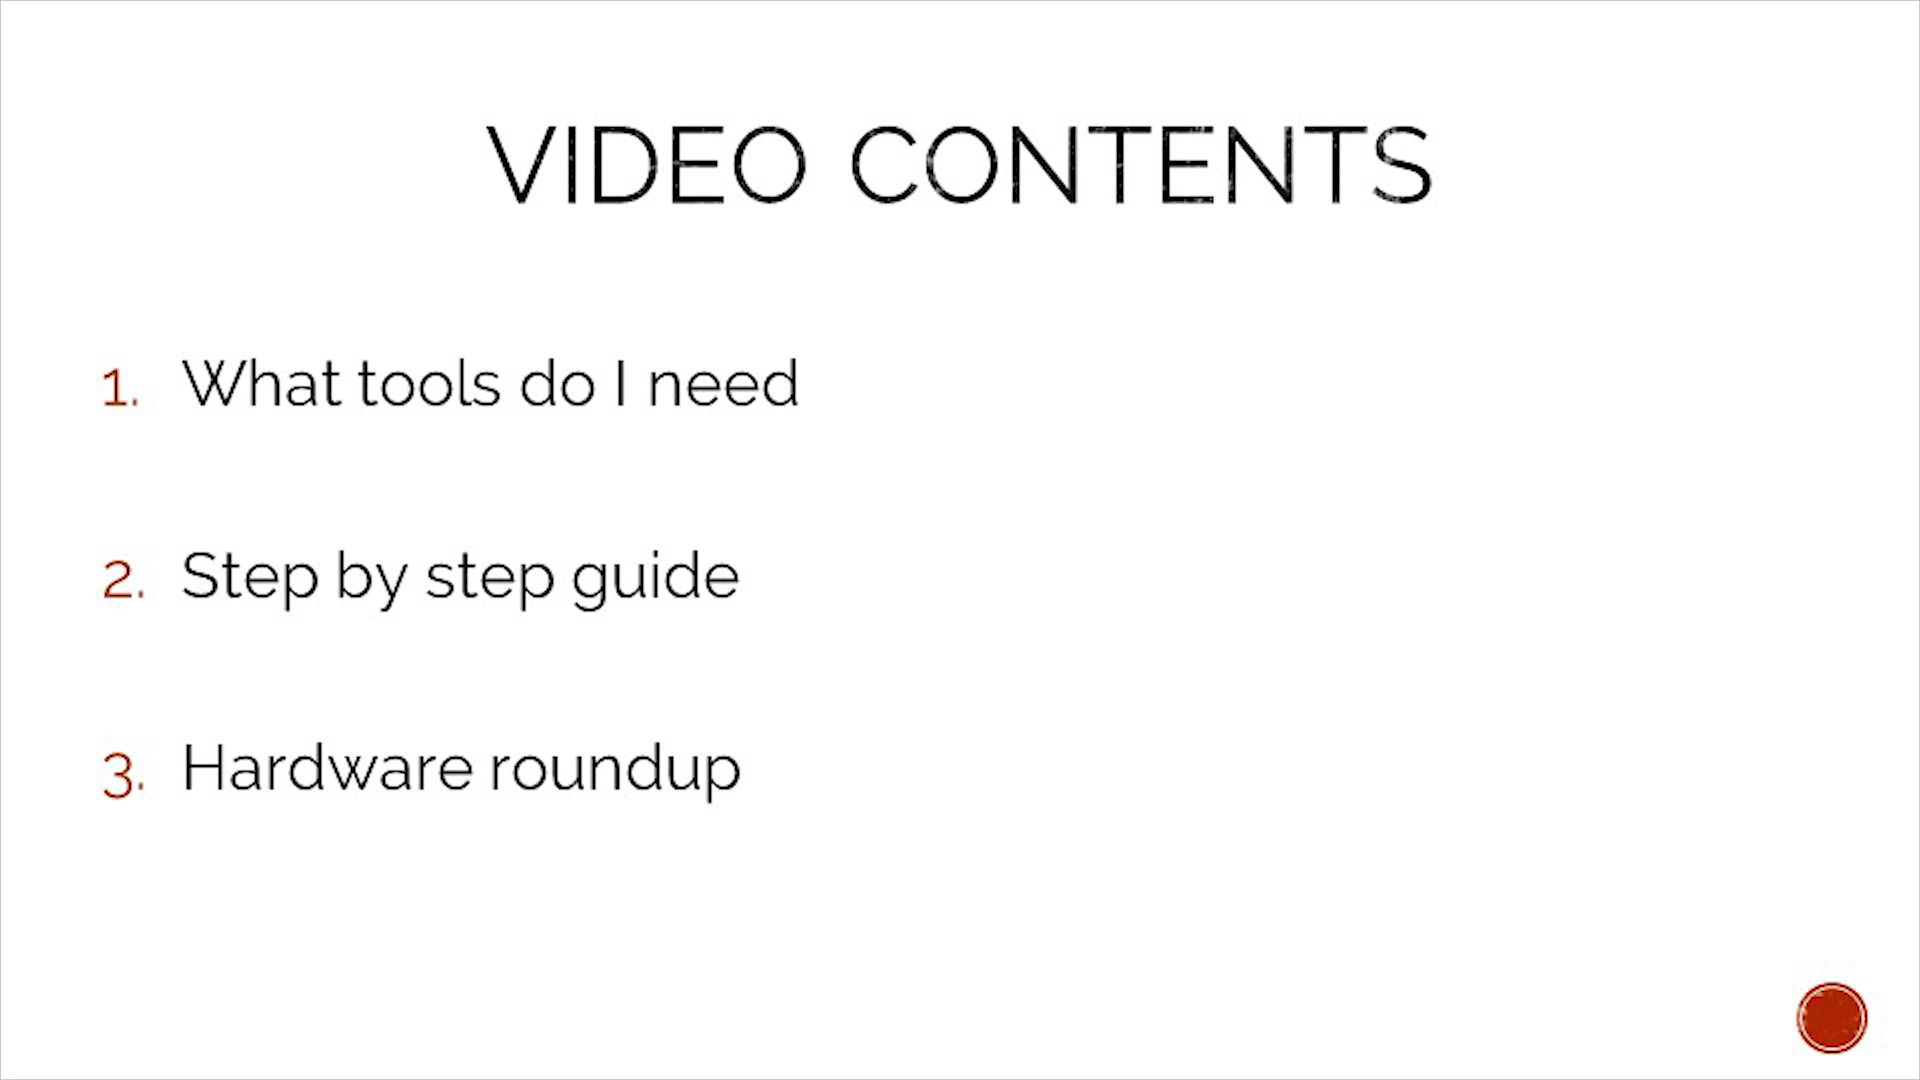 VIDEO CONTENTS
1. What tools do I need
2. Step by step guide
3. Hardware roundup